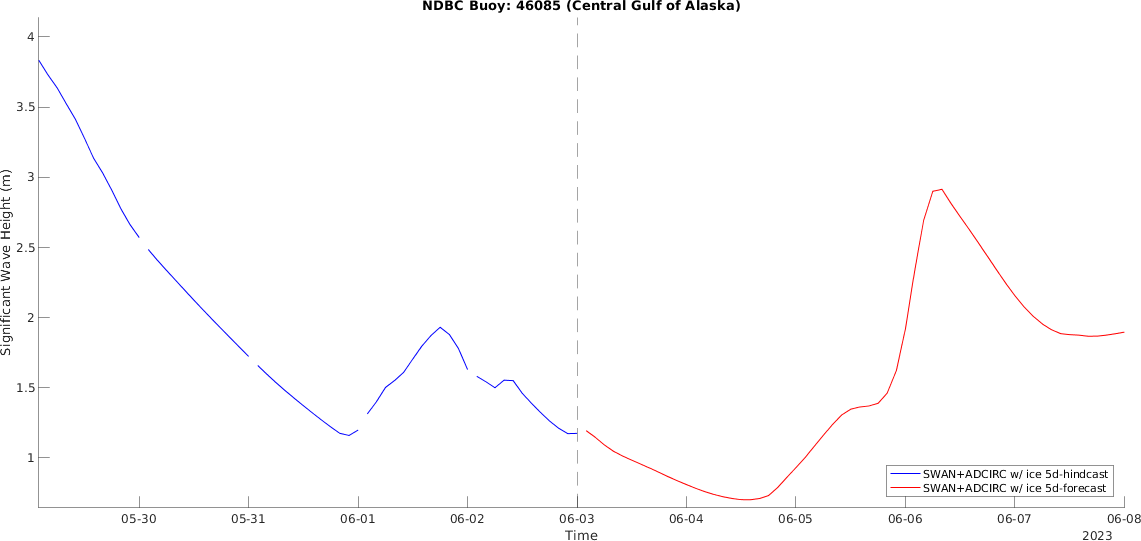 NDBC Buoy: 46085 (Central Gulf of Alaska)
4
3.5
3
2.5
2
1.5
1
Significant Wave Height (m)
SWAN+ADCIRC w/ ice 5d-hindcast
SWAN+ADCIRC w/ ice 5d-forecast
05-30 05-31 06-01 06-02 06-03 06-04 06-05 06-06 06-07 06-08
Time
2023